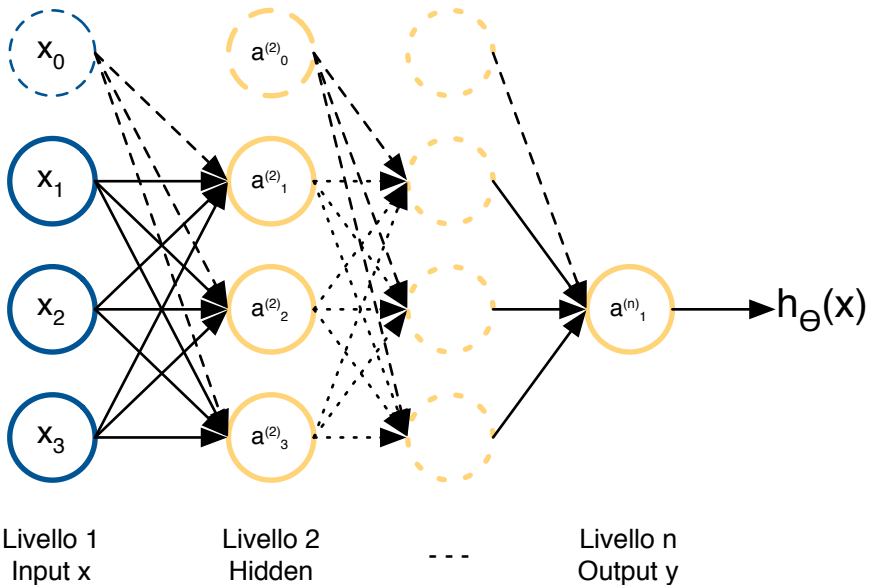 x₀ a⁽²⁾₀
x₁ a⁽²⁾₁
x₂ a⁽²⁾₂ a⁽ⁿ⁾₁ h_Θ(x)
x₃ a⁽²⁾₃
Livello 1 Livello 2 Livello n
Input x Hidden - - - Output y